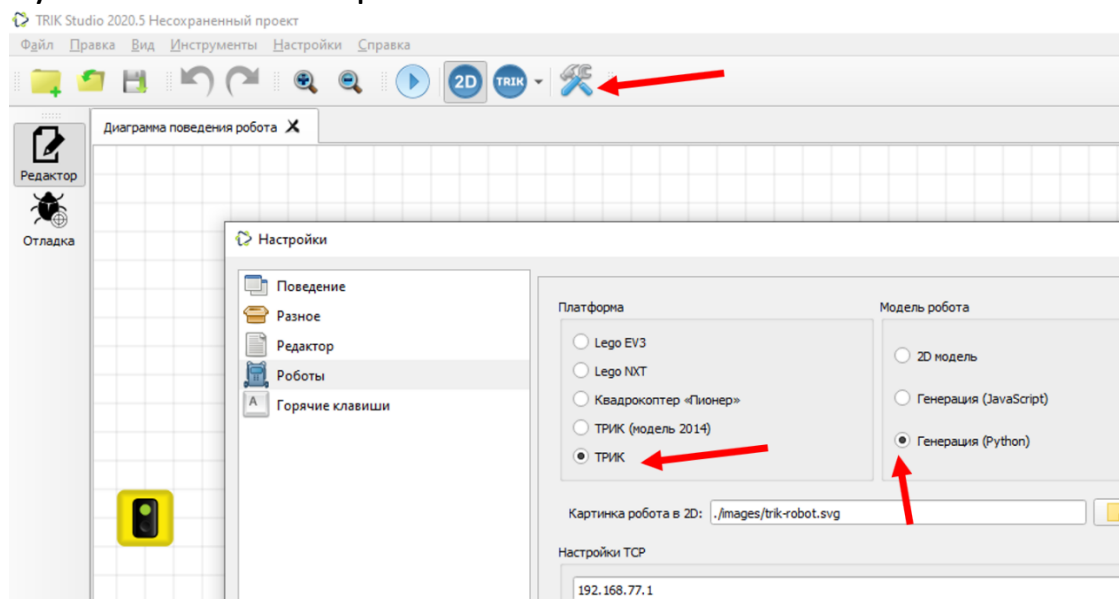 TRIK Studio 2020.5 Несохраненный проект
Файл Правка Вид Инструменты Настройки Справка
2D TRIK
Диаграмма поведения робота X
Редактор
Отладка
Настройки
Поведение
Разное
Редактор
Роботы
A Горячие клавиши
Платформа
Lego EV3
Lego NXT
Квадрокоптер «Пионер»
ТРИК (модель 2014)
ТРИК
Модель робота
2D модель
Генерация (JavaScript)
Генерация (Python)
Картинка робота в 2D: ./images/trik-robot.svg
Настройки TCP
192.168.77.1